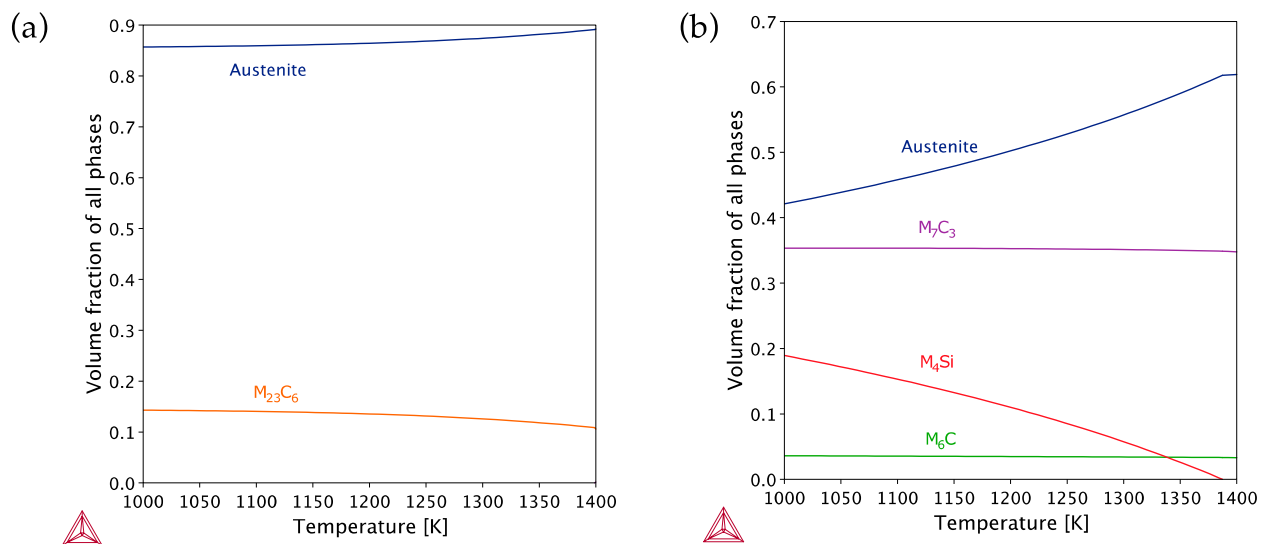 (a)
0.9
0.8
0.9
0.6
0.5
0.4
0.3
0.2
0.1
0.0
Volume fraction of all phases
Austenite
M₂₃C₆
1000 1050 1100 1150 1200 1250 1300 1350 1400
Temperature [K]
(b)
0.7
0.6
0.5
0.4
0.3
0.2
0.1
0.0
Volume fraction of all phases
Austenite
M₇C₃
M₄Si
M₆C
1000 1050 1100 1150 1200 1250 1300 1350 1400
Temperature [K]